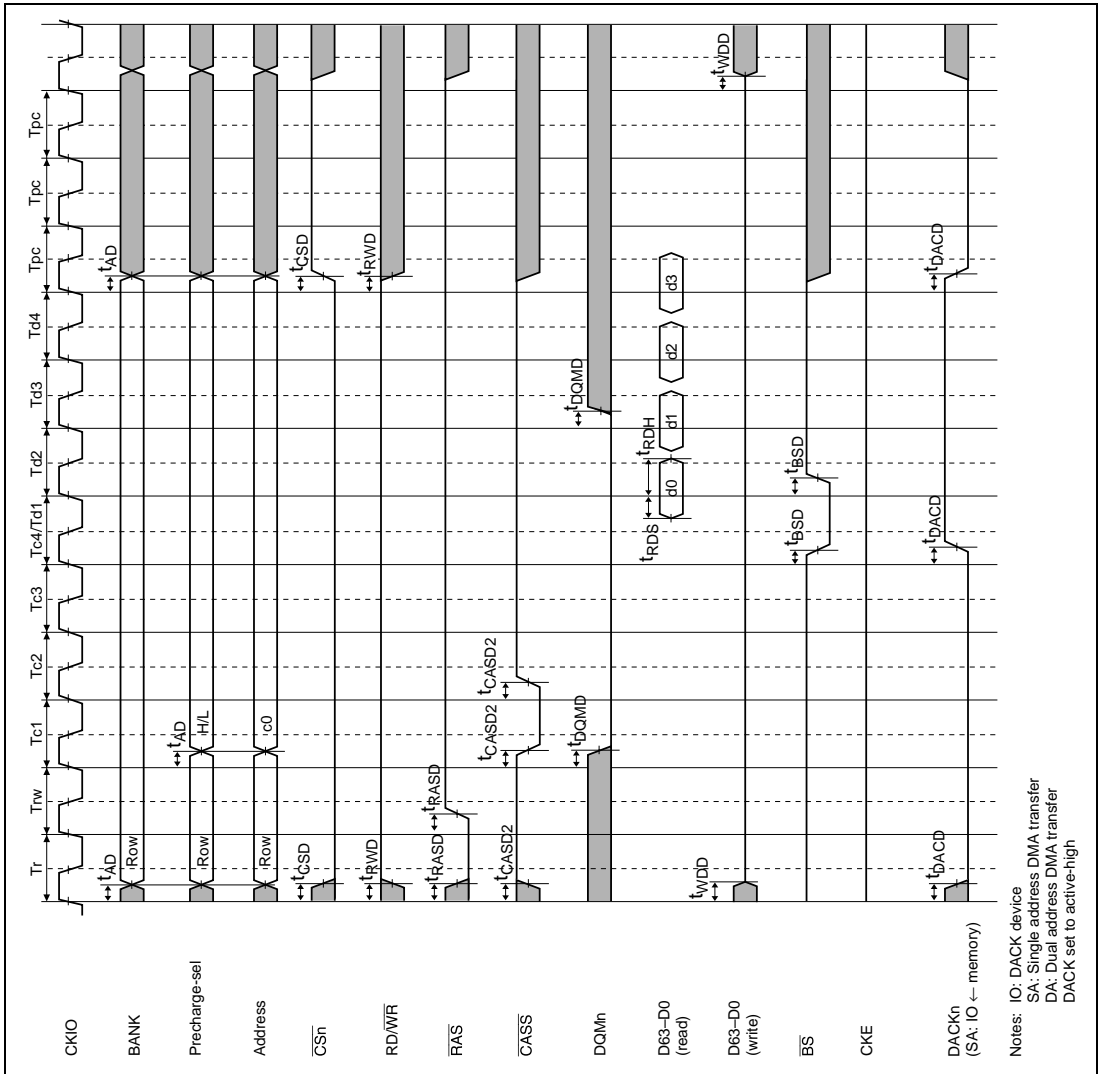 Tr Trw Tc1 Tc2 Tc3 Tc4/Td1 Td2 Td3 Td4 Tpc Tpc Tpc
CKIO
BANK tAD Row tAD
Precharge-sel Row tAD H/L
Address Row c0
CSn tCSD tCSD
RD/WR tRWD tRWD
RAS tRASD tRASD
CASS tCASD2 tCASD2 tCASD2
DQMn tDQMD tDQMD
D63–D0
(read) tRDS d0 tRDH d1 d2 d3
D63–D0
(write) tWDD tWDD
BS tBSD tBSD
CKE
DACKn tDACD tDACD tDACD
(SA: IO ← memory)
Notes: IO: DACK device
SA: Single address DMA transfer
DA: Dual address DMA transfer
DACK set to active-high